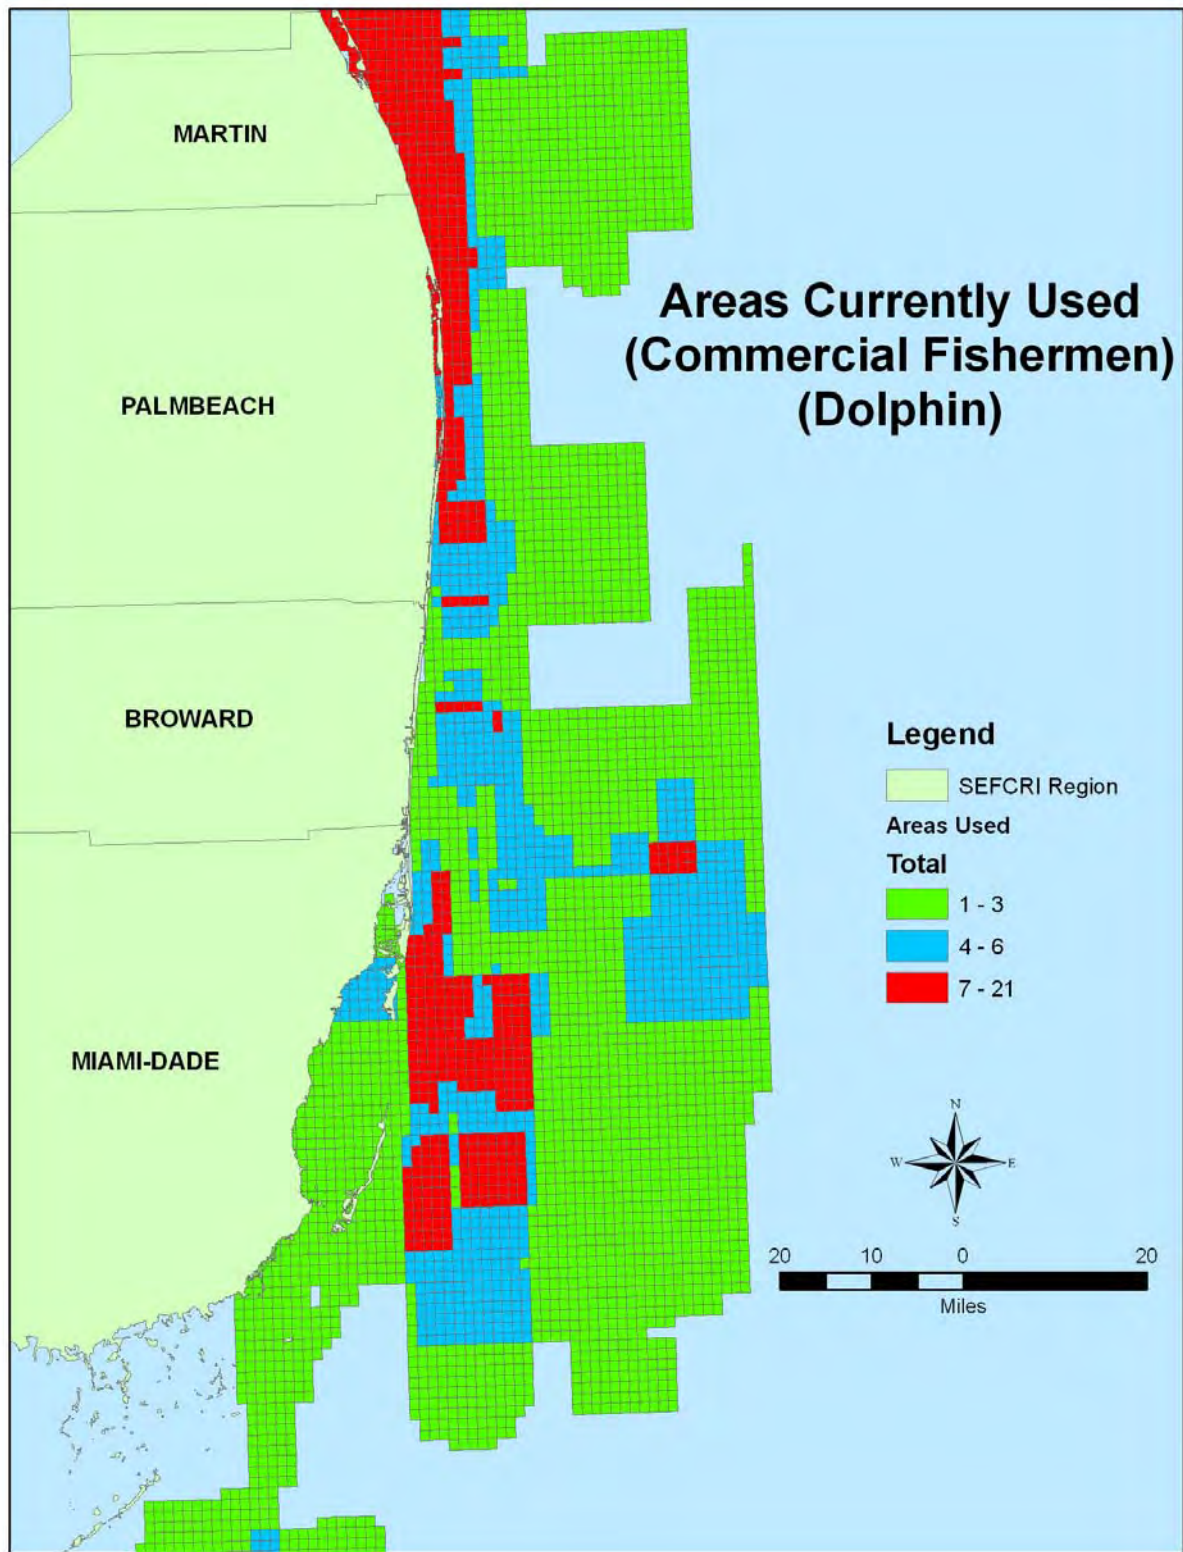 MARTIN
Areas Currently Used
(Commercial Fishermen)
(Dolphin)
PALMBEACH
BROWARD
Legend
SEFCRI Region
Areas Used
Total
1 - 3
4 - 6
7 - 21
MIAMI-DADE
N
W E
S
20 10 0 20
Miles